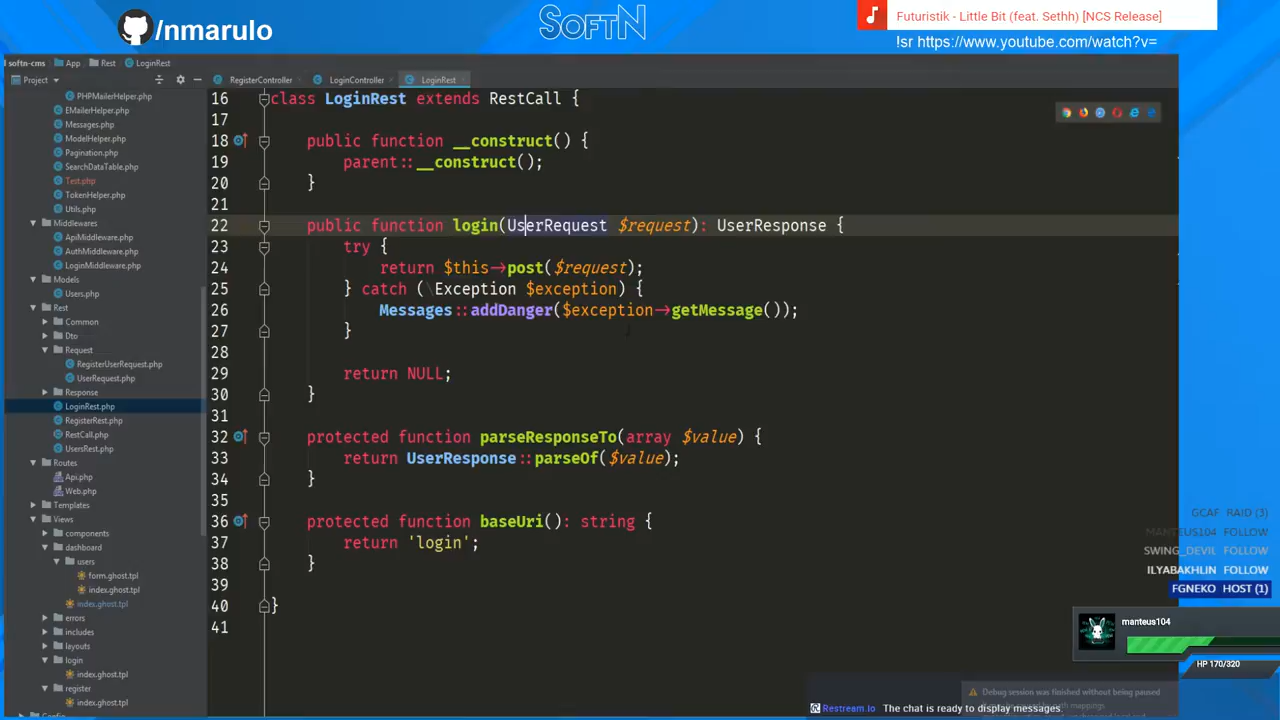 /nmarulo
SOFTN
Futuristik - Little Bit (feat. Sethh) [NCS Release]
!sr https://www.youtube.com/watch?v=
softn-cms
App
Rest
LoginRest
Project
RegisterController
LoginController
LoginRest
PHPMailerHelper.php
EMailerHelper.php
Messages.php
ModelHelper.php
Pagination.php
SearchDataTable.php
Test.php
TokenHelper.php
Utils.php
Middlewares
ApiMiddleware.php
AuthMiddleware.php
LoginMiddleware.php
Models
Users.php
Rest
Common
Dto
Request
RegisterUserRequest.php
UserRequest.php
Response
LoginRest.php
RegisterRest.php
RestCall.php
UsersRest.php
Routes
Api.php
Web.php
Templates
Views
components
dashboard
users
form.ghost.tpl
index.ghost.tpl
index.ghost.tpl
errors
includes
layouts
login
index.ghost.tpl
register
index.ghost.tpl
16 class LoginRest extends RestCall {
17
18 public function __construct() {
19 parent::__construct();
20 }
21
22 public function login(UserRequest $request): UserResponse {
23 try {
24 return $this->post($request);
25 } catch (\Exception $exception) {
26 Messages::addDanger($exception->getMessage());
27 }
28
29 return NULL;
30 }
31
32 protected function parseResponseTo(array $value) {
33 return UserResponse::parseOf($value);
34 }
35
36 protected function baseUri(): string {
37 return 'login';
38 }
39
40 }
41
GCAF RAID (3)
MANTEUS104 FOLLOW
SWING_DEVIL FOLLOW
ILYABAKHLIN FOLLOW
FGNEKO HOST (1)
manteus104
HP 170/320
Debug session was finished without being paused
Restream.io The chat is ready to display messages.